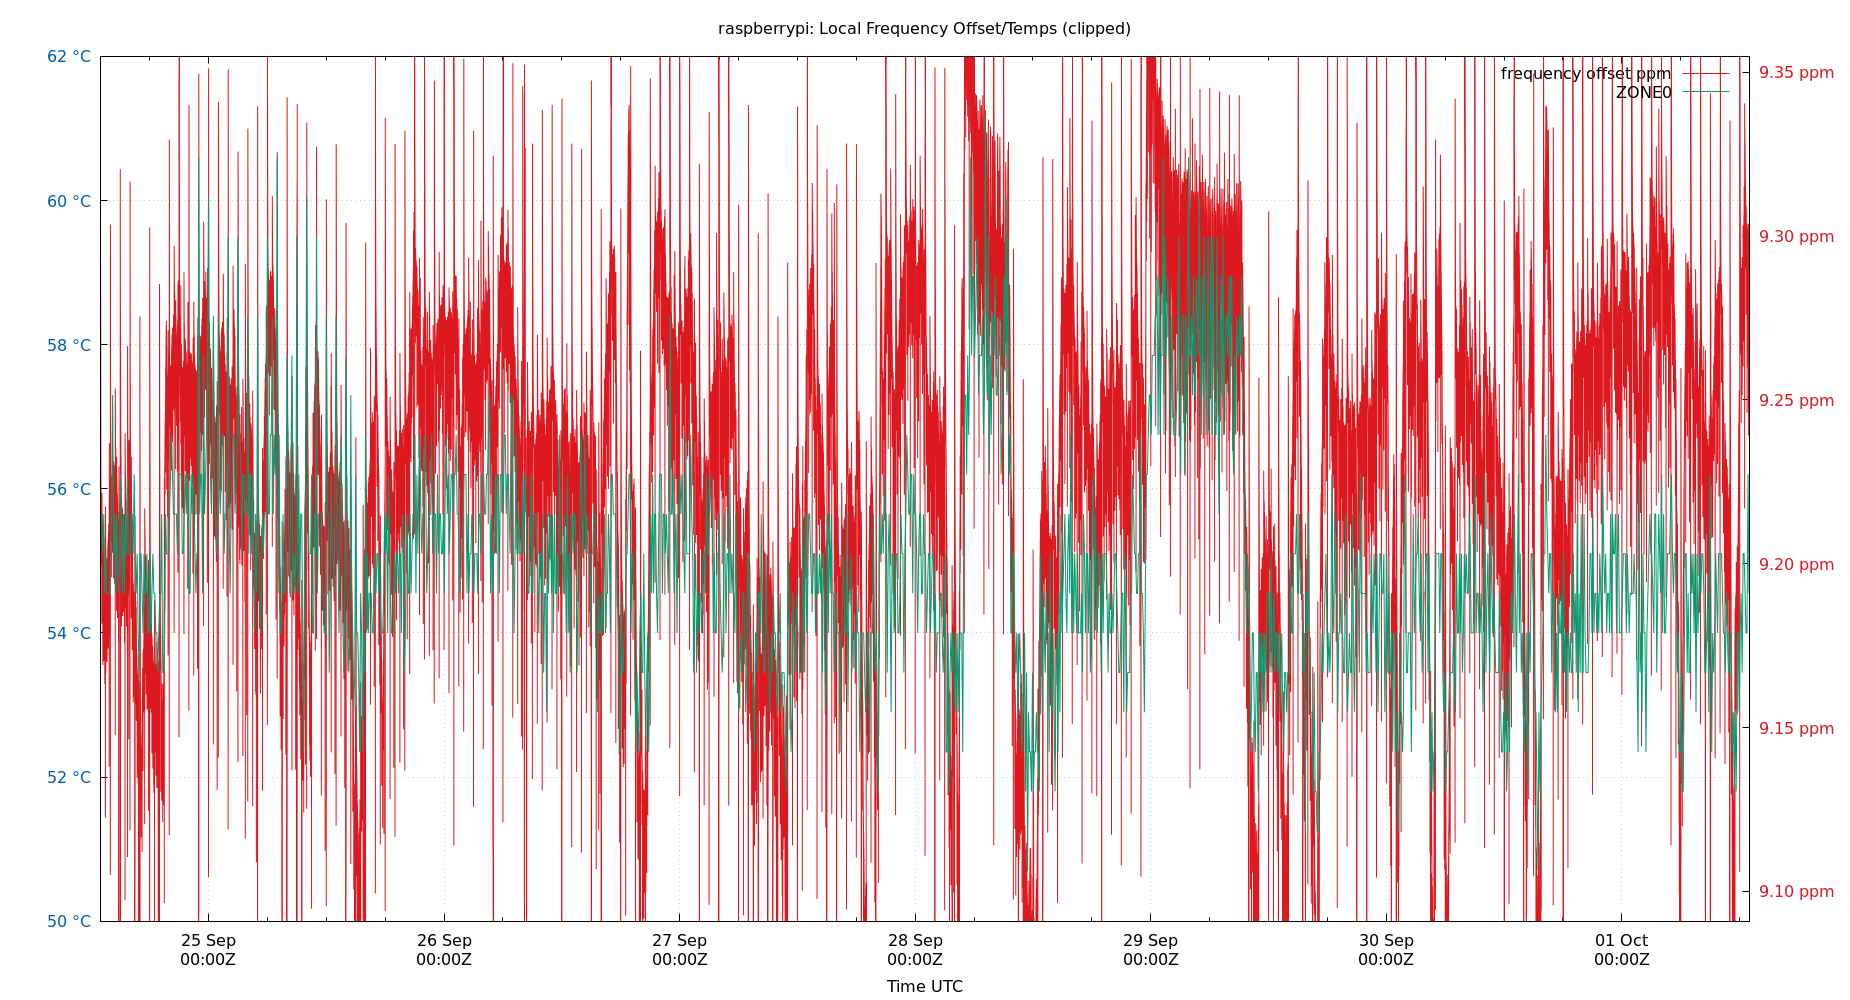 raspberrypi: Local Frequency Offset/Temps (clipped)
62 °C
60 °C
58 °C
56 °C
54 °C
52 °C
50 °C
9.35 ppm
9.30 ppm
9.25 ppm
9.20 ppm
9.15 ppm
9.10 ppm
frequency offset ppm
ZONE0
25 Sep
00:00Z
26 Sep
00:00Z
27 Sep
00:00Z
28 Sep
00:00Z
29 Sep
00:00Z
30 Sep
00:00Z
01 Oct
00:00Z
Time UTC